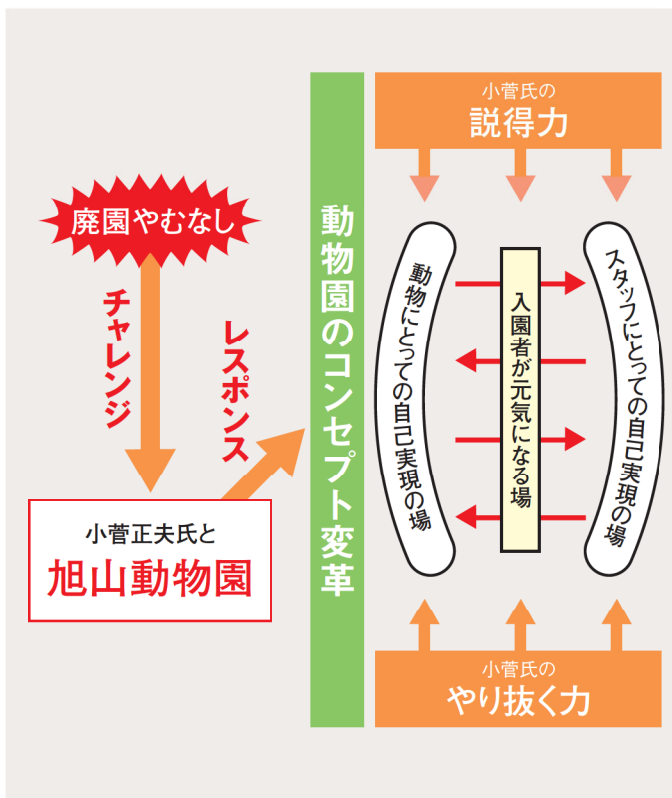 廃園やむなし
チャレンジ
レスポンス
小菅正夫氏と
旭山動物園
動物園のコンセプト変革
小菅氏の
説得力
動物にとっての自己実現の場
入園者が元気になる場
スタッフにとっての自己実現の場
小菅氏の
やり抜く力